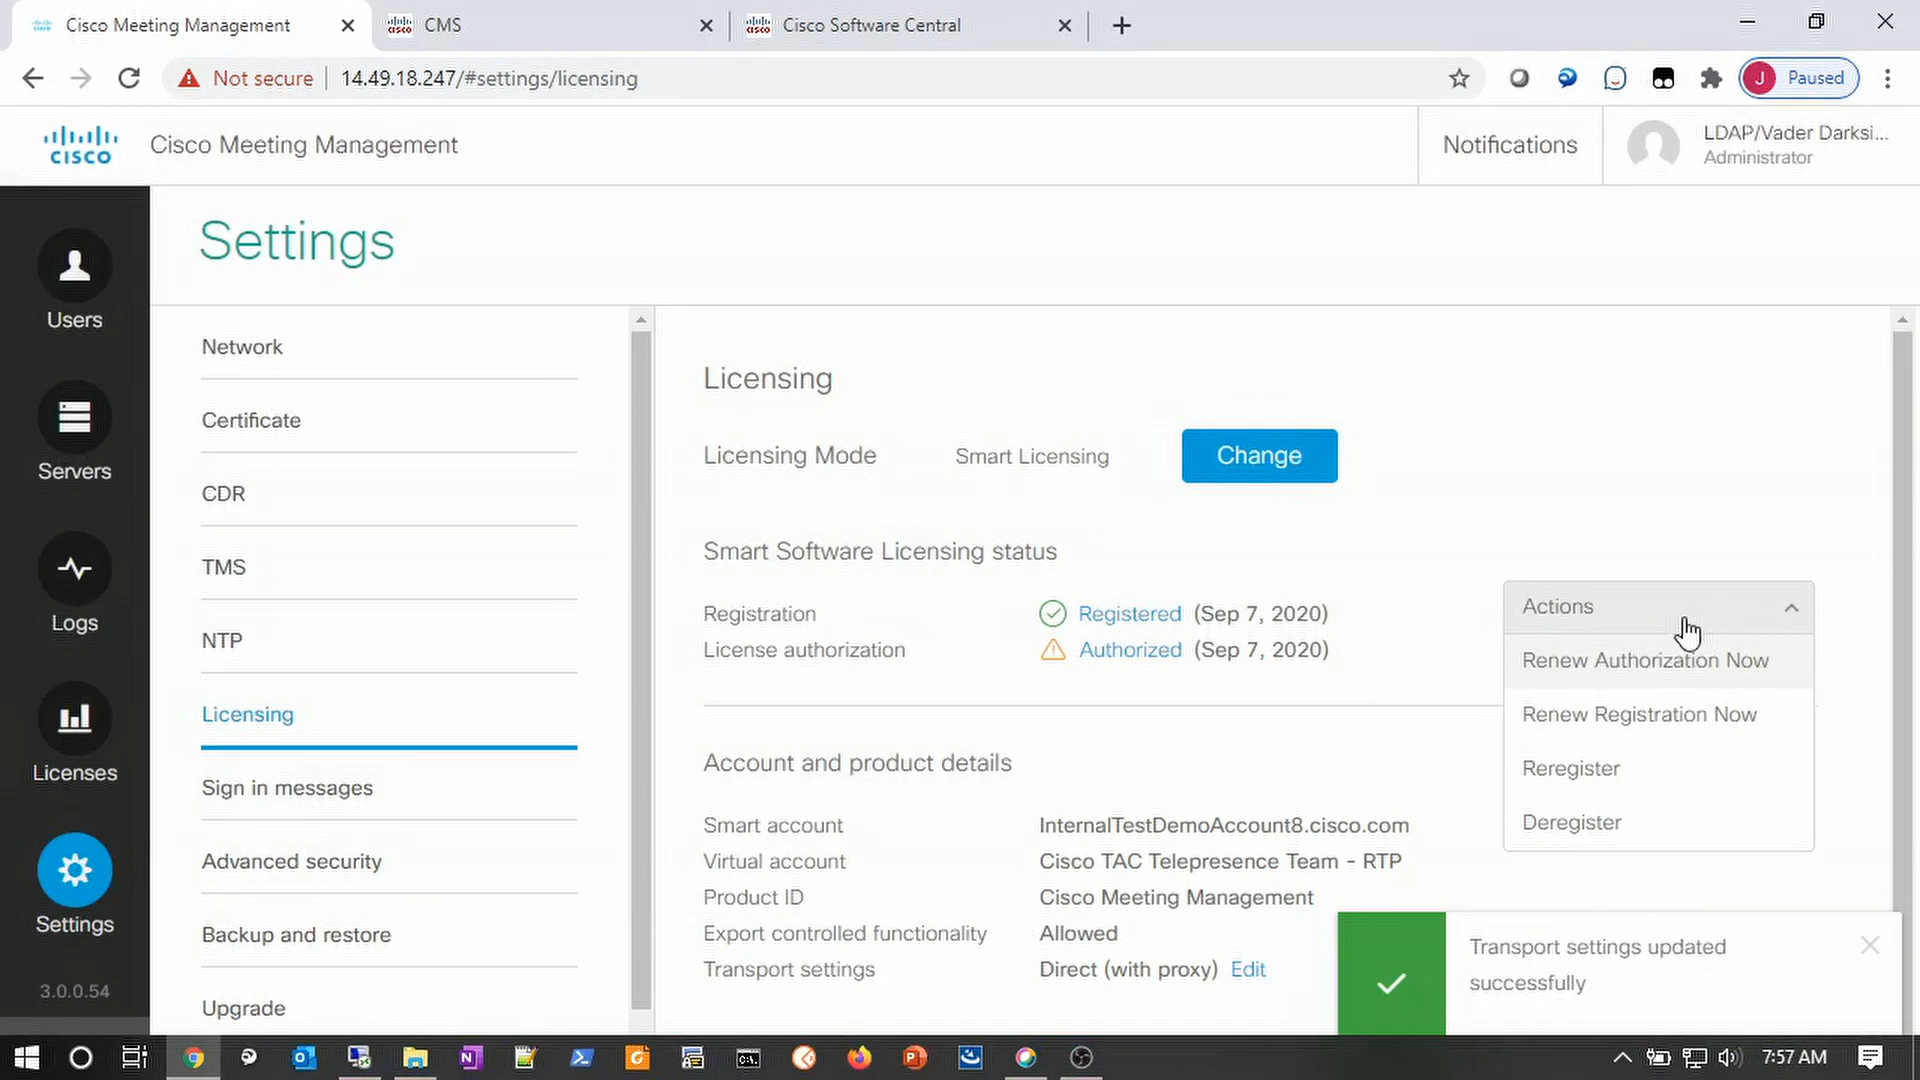 Cisco Meeting Management
CMS
Cisco Software Central
Not secure
14.49.18.247/#settings/licensing
J
Paused
CISCO
Cisco Meeting Management
Notifications
LDAP/Vader Darksi...
Administrator
Users
Servers
Logs
Licenses
Settings
3.0.0.54
Settings
Network
Certificate
CDR
TMS
NTP
Licensing
Sign in messages
Advanced security
Backup and restore
Upgrade
Licensing
Licensing Mode
Smart Licensing
Change
Smart Software Licensing status
Registration
Registered (Sep 7, 2020)
License authorization
Authorized (Sep 7, 2020)
Actions
Renew Authorization Now
Renew Registration Now
Reregister
Deregister
Account and product details
Smart account
InternalTestDemoAccount8.cisco.com
Virtual account
Cisco TAC Telepresence Team - RTP
Product ID
Cisco Meeting Management
Export controlled functionality
Allowed
Transport settings
Direct (with proxy) Edit
Transport settings updated
successfully
7:57 AM